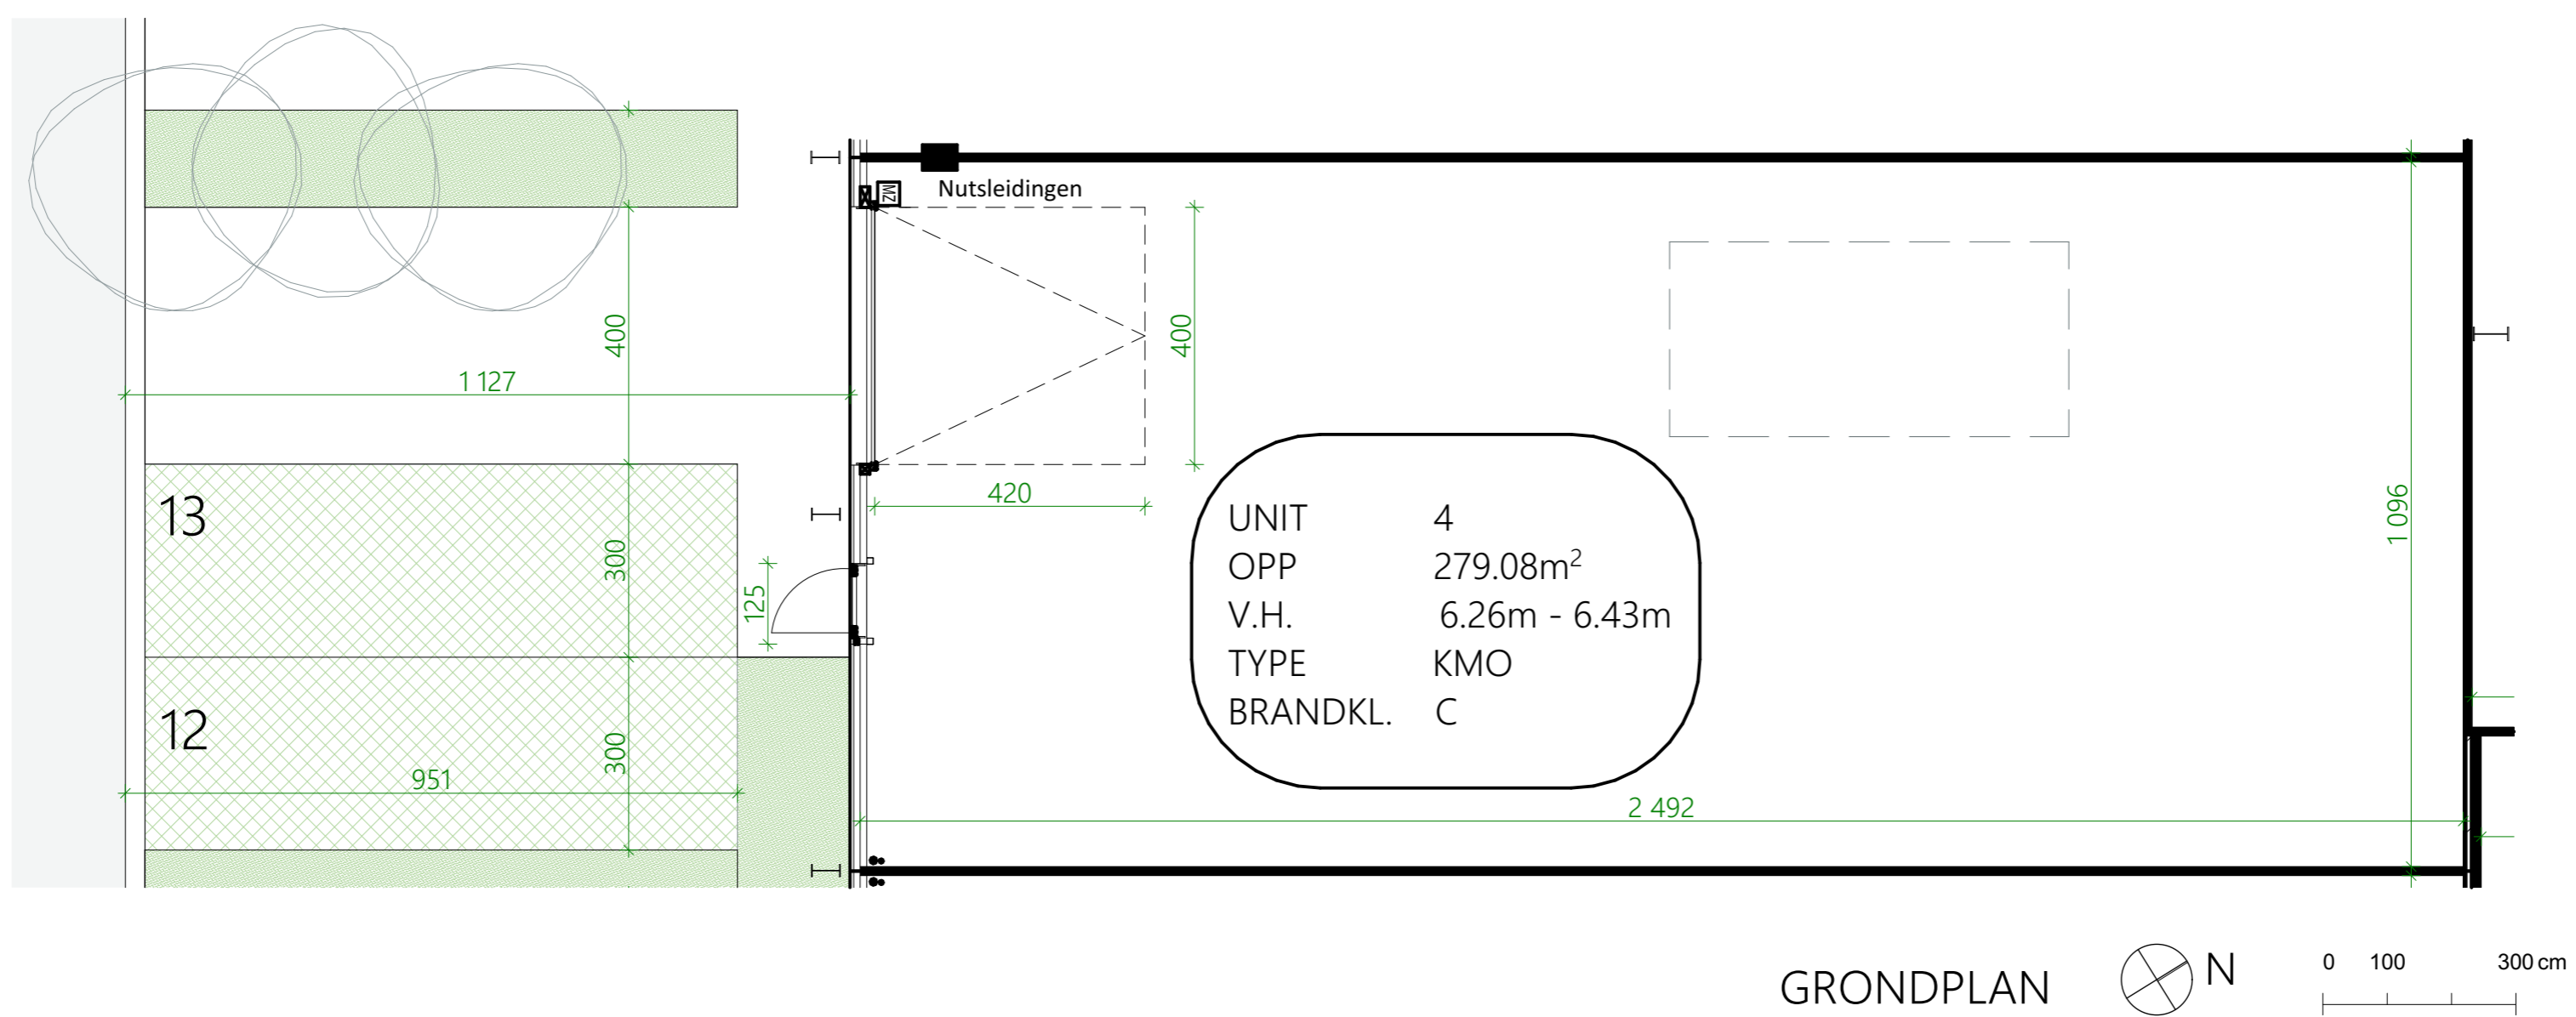 MZ
Nutsleidingen
400
400
1 127
420
13
300
125
UNIT 4
OPP 279.08m²
V.H. 6.26m - 6.43m
TYPE KMO
BRANDKL. C
1 096
12
300
951
2 492
GRONDPLAN
N
0 100 300 cm